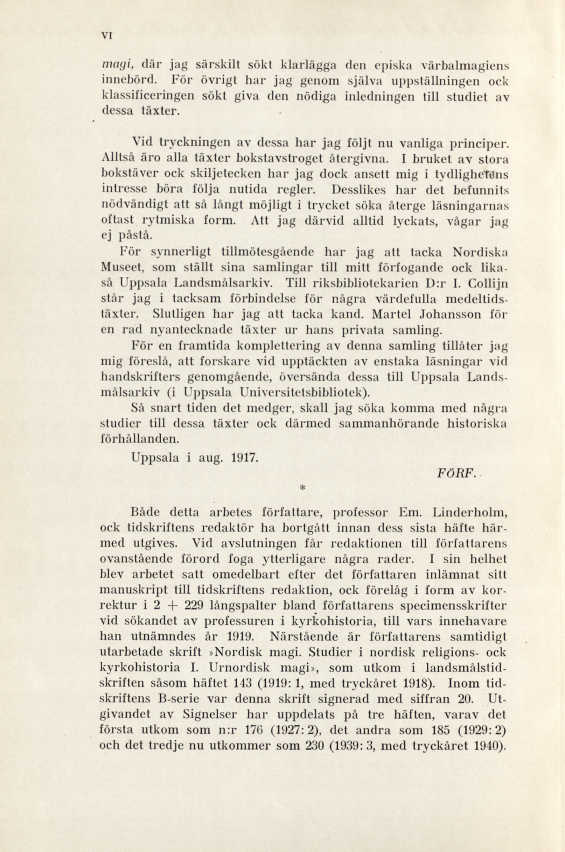 VI
magi, där jag särskilt sökt klarlägga den episka värbalmagiens
innebörd. För övrigt har jag genom själva uppställningen ock
klassificeringen sökt giva den nödiga inledningen till studiet av
dessa täxter.
Vid tryckningen av dessa har jag följt nu vanliga principer.
Alltså äro alla täxter bokstavstroget återgivna. I bruket av stora
bokstäver ock skiljetecken har jag dock ansett mig i tydlighetens
intresse böra följa nutida regler. Desslikes har det befunnits
nödvändigt att så långt möjligt i trycket söka återge läsningarnas
oftast rytmiska form. Att jag därvid alltid lyckats, vågar jag
ej påstå.
För synnerligt tillmötesgående har jag att tacka Nordiska
Museet, som ställt sina samlingar till mitt förfogande ock lika-
så Uppsala Landsmålsarkiv. Till riksbibliotekarien D:r I. Collijn
står jag i tacksam förbindelse för några värdefulla medeltids-
täxter. Slutligen har jag att tacka kand. Martel Johansson för
en rad nyantecknade täxter ur hans privata samling.
För en framtida komplettering av denna samling tillåter jag
mig föreslå, att forskare vid upptäckten av enstaka läsningar vid
handskrifters genomgående, översända dessa till Uppsala Lands-
målsarkiv (i Uppsala Universitetsbibliotek).
Så snart tiden det medger, skall jag söka komma med några
studier till dessa täxter ock därmed sammanhörande historiska
förhållanden.
Uppsala i aug. 1917.
FÖRF.
*
Både detta arbetes författare, professor Em. Linderholm,
ock tidskriftens redaktör ha bortgått innan dess sista häfte här-
med utgives. Vid avslutningen får redaktionen till författarens
ovanstående förord foga ytterligare några rader. I sin helhet
blev arbetet satt omedelbart efter det författaren inlämnat sitt
manuskript till tidskriftens redaktion, ock förelåg i form av kor-
rektur i 2 + 229 långspalter bland författarens specimensskrifter
vid sökandet av professuren i kyrkohistoria, till vars innehavare
han utnämndes år 1919. Närstående är författarens samtidigt
utarbetade skrift »Nordisk magi. Studier i nordisk religions- ock
kyrkohistoria I. Urnordisk magi», som utkom i landsmålstid-
skriften såsom häftet 143 (1919: 1, med tryckåret 1918). Inom tid-
skriftens B-serie var denna skrift signerad med siffran 20. Ut-
givandet av Signelser har uppdelats på tre häften, varav det
första utkom som n:r 176 (1927: 2), det andra som 185 (1929: 2)
och det tredje nu utkommer som 230 (1939: 3, med tryckåret 1940).